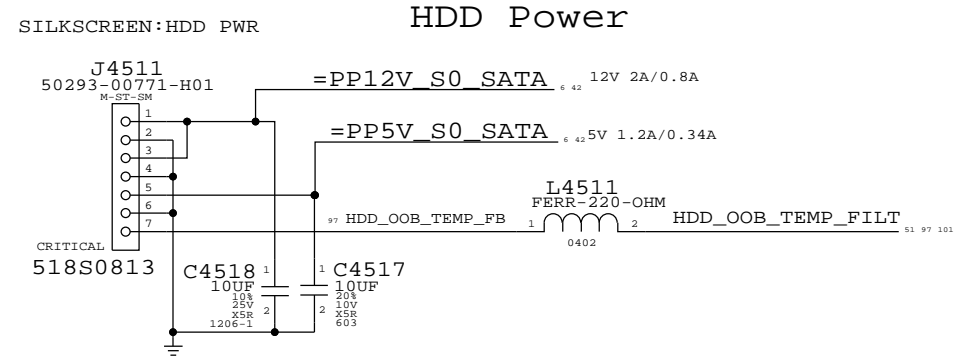 HDD Power
SILKSCREEN:HDD PWR
J4511
50293-00771-H01
M-ST-SM
1
2
3
4
5
6
7
CRITICAL
518S0813
=PP12V_S0_SATA 6 42 12V 2A/0.8A
=PP5V_S0_SATA 6 42 5V 1.2A/0.34A
L4511
FERR-220-OHM
97 HDD_OOB_TEMP_FB 1 2 HDD_OOB_TEMP_FILT 51 97 101
0402
C4518 1
10UF
10%
25V
X5R 2
1206-1
1 C4517
10UF
20%
10V
2 X5R
603